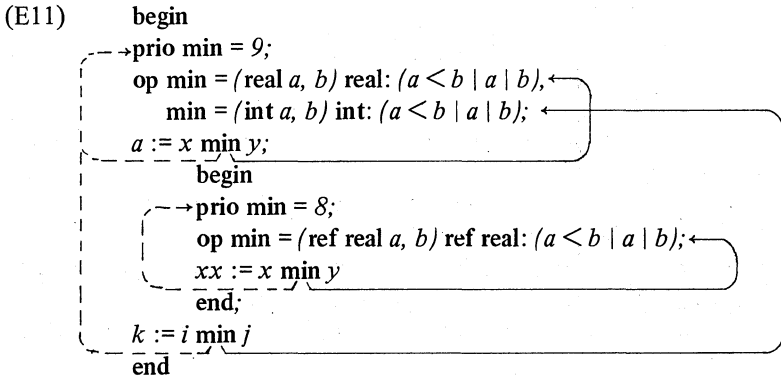 (E11) begin
prio min = 9;
op min = (real a, b) real: (a < b | a | b),
min = (int a, b) int: (a < b | a | b);
a := x min y;
begin
prio min = 8;
op min = (ref real a, b) ref real: (a < b | a | b);
xx := x min y
end;
k := i min j
end